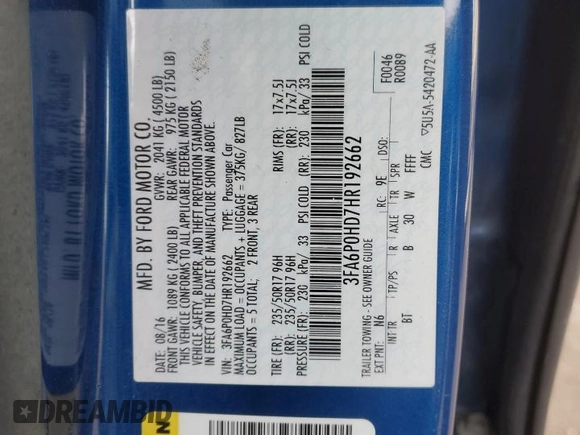 MFD. BY FORD MOTOR CO.
DATE: 08/16 GVWR: 2041 KG ( 4500 LB)
FRONT GAWR: 1089 KG ( 2400 LB) REAR GAWR: 975 KG ( 2150 LB)
THIS VEHICLE CONFORMS TO ALL APPLICABLE FEDERAL MOTOR
VEHICLE SAFETY, BUMPER, AND THEFT PREVENTION STANDARDS
IN EFFECT ON THE DATE OF MANUFACTURE SHOWN ABOVE.
VIN: 3FA6P0HD7HR192662 TYPE: Passenger Car
MAXIMUM LOAD = OCCUPANTS + LUGGAGE = 375KG/ 827LB
OCCUPANTS = 5 TOTAL; 2 FRONT, 3 REAR
TIRE (FR): 235/50R17 96H RIMS (FR): 17x7.5J
(RR): 235/50R17 96H (RR): 17x7.5J
PRESSURE (FR): 230 kPa/ 33 PSI COLD (RR): 230 kPa/ 33 PSI COLD
3FA6P0HD7HR192662
F0046
R0089
TRAILER TOWING - SEE OWNER GUIDE
EXT PNT: N6 RC: 9E DSO:
INT TR TP/PS R AXLE TR SPR
BT B 30 W FFFF
CMC ▽5U5A-5420472-AA
N
DREAMBID